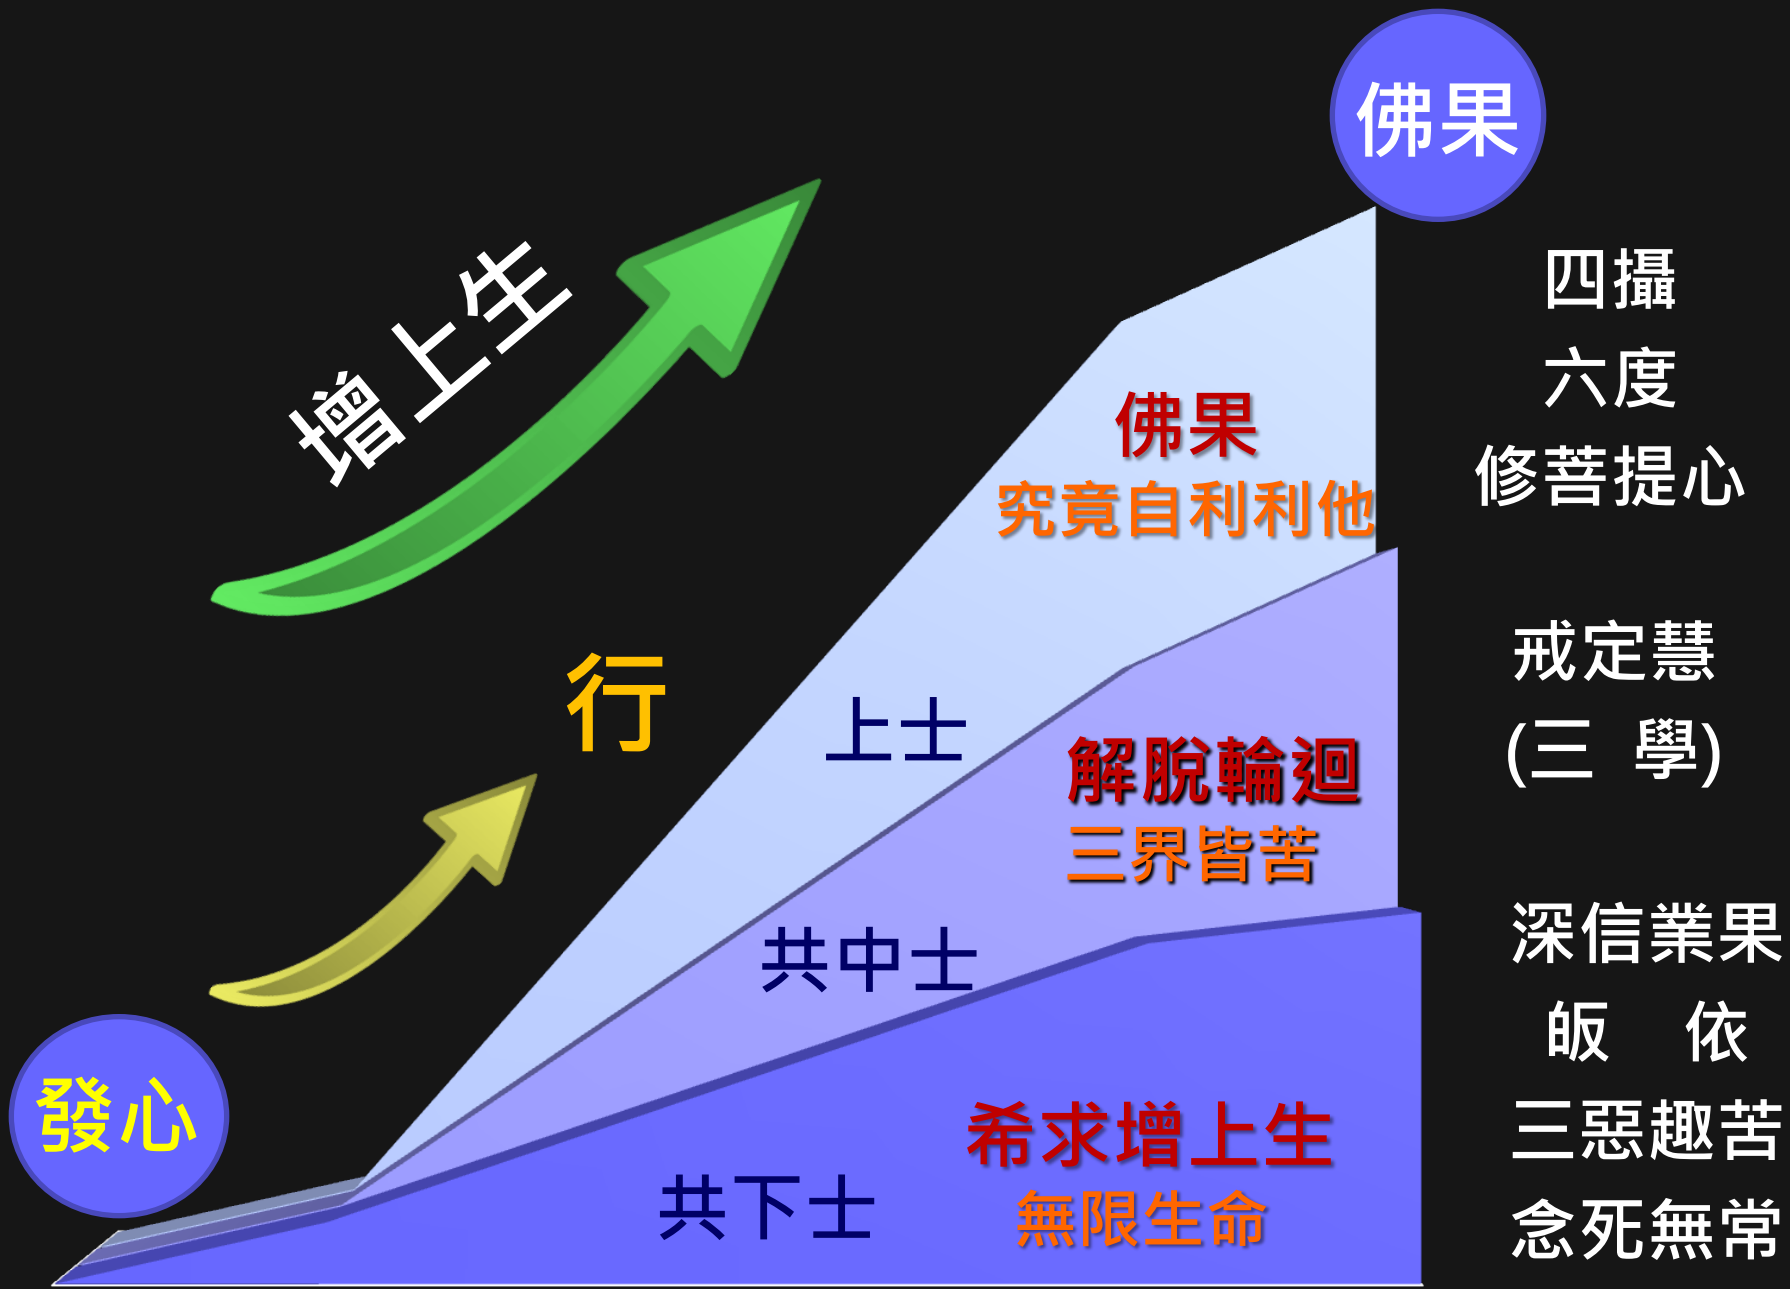 佛果
增上生
四攝
六度
修菩提心
佛果
究竟自利利他
行
上士
戒定慧
(三 學)
解脫輪迴
三界皆苦
共中士
深信業果
皈 依
三惡趣苦
念死無常
發心
希求增上生
無限生命
共下士